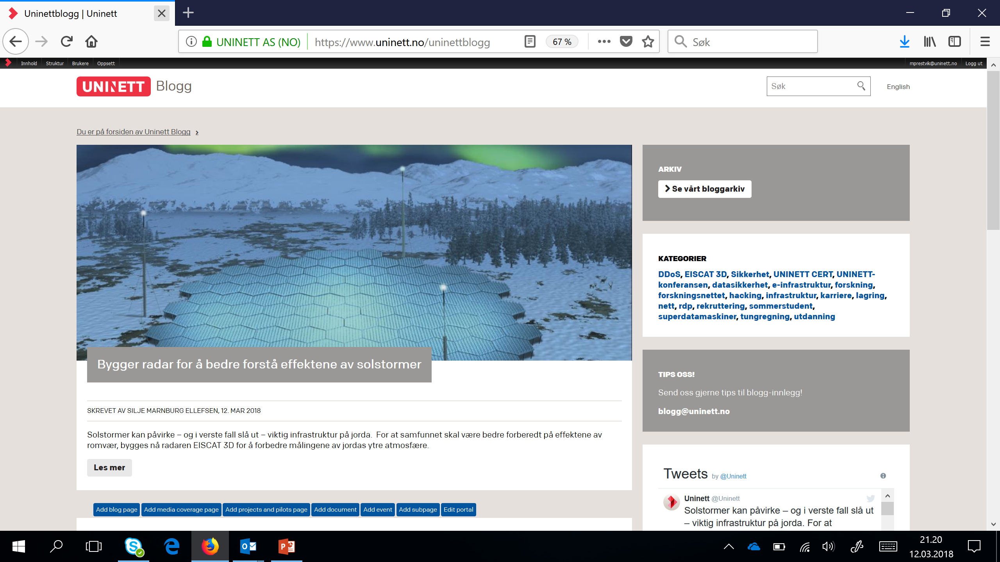 Uninettblogg | Uninett
UNINETT AS (NO)
https://www.uninett.no/uninettblogg
67 %
Søk
Innhold
Struktur
Brukere
Oppsett
mprestvik@uninett.no
Logg ut
UNINETT Blogg
Søk
English
Du er på forsiden av Uninett Blogg
Bygger radar for å bedre forstå effektene av solstormer
SKREVET AV SILJE MARNBURG ELLEFSEN, 12. MAR 2018
Solstormer kan påvirke – og i verste fall slå ut – viktig infrastruktur på jorda.  For at samfunnet skal være bedre forberedt på effektene av
romvær, bygges nå radaren EISCAT 3D for å forbedre målingene av jordas ytre atmosfære.
Les mer
Add blog page
Add media coverage page
Add projects and pilots page
Add document
Add event
Add subpage
Edit portal
ARKIV
Se vårt bloggarkiv
KATEGORIER
DDoS, EISCAT 3D, Sikkerhet, UNINETT CERT, UNINETT-
konferansen, datasikkerhet, e-infrastruktur, forskning,
forskningsnettet, hacking, infrastruktur, karriere, lagring,
nett, rdp, rekruttering, sommerstudent,
superdatamaskiner, tungregning, utdanning
TIPS OSS!
Send oss gjerne tips til blogg-innlegg!
blogg@uninett.no
Tweets by @Uninett
Uninett @Uninett
Solstormer kan påvirke – og i verste fall slå ut
– viktig infrastruktur på jorda. For at
21.20
12.03.2018